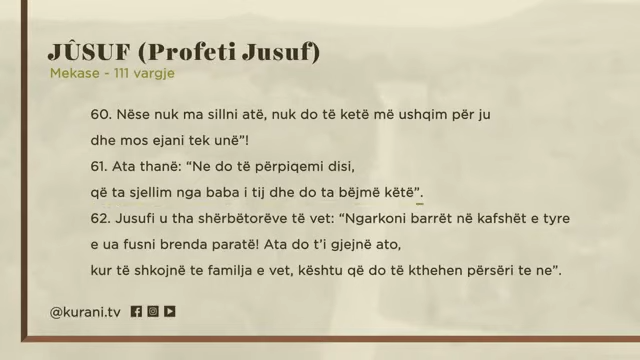 JÛSUF (Profeti Jusuf)
Mekase - 111 vargje
60. Nëse nuk ma sillni atë, nuk do të ketë më ushqim për ju
dhe mos ejani tek unë”!
61. Ata thanë: “Ne do të përpiqemi disi,
që ta sjellim nga baba i tij dhe do ta bëjmë këtë”.
62. Jusufi u tha shërbëtorëve të vet: “Ngarkoni barrët në kafshët e tyre
e ua fusni brenda paratë! Ata do t’i gjejnë ato,
kur të shkojnë te familja e vet, kështu që do të kthehen përsëri te ne”.
@kurani.tv